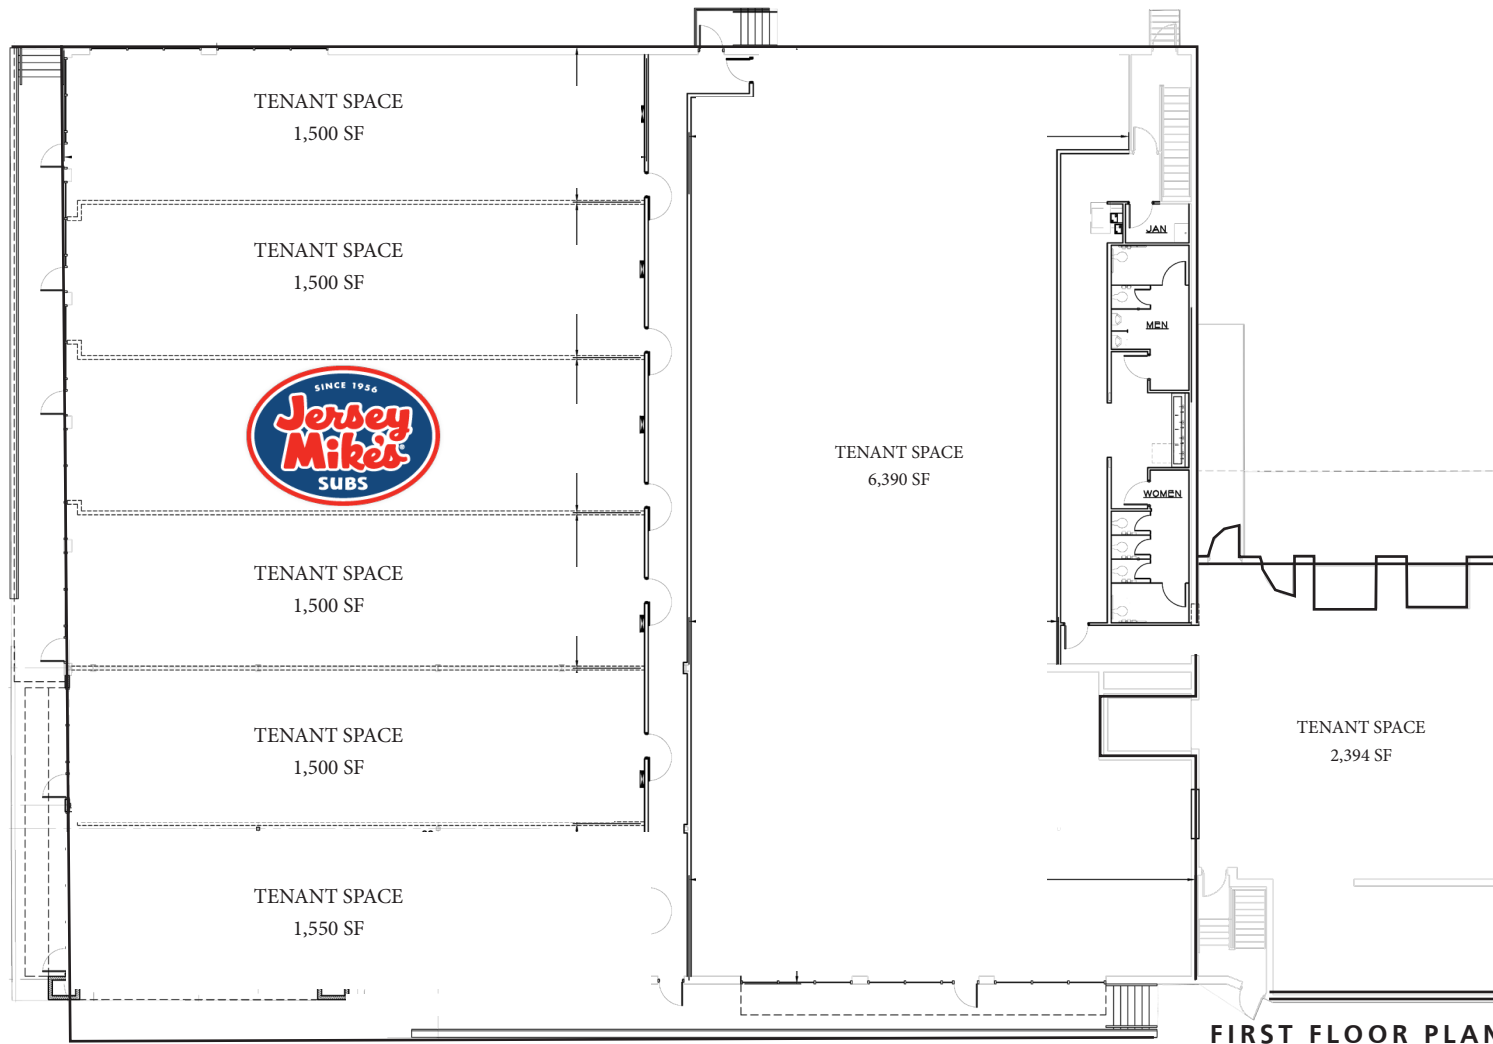 TENANT SPACE
1,500 SF
TENANT SPACE
1,500 SF
SINCE 1956
Jersey
Mike's
SUBS
TENANT SPACE
1,500 SF
TENANT SPACE
1,500 SF
TENANT SPACE
1,550 SF
TENANT SPACE
6,390 SF
JAN
MEN
WOMEN
TENANT SPACE
2,394 SF
FIRST FLOOR PLAN